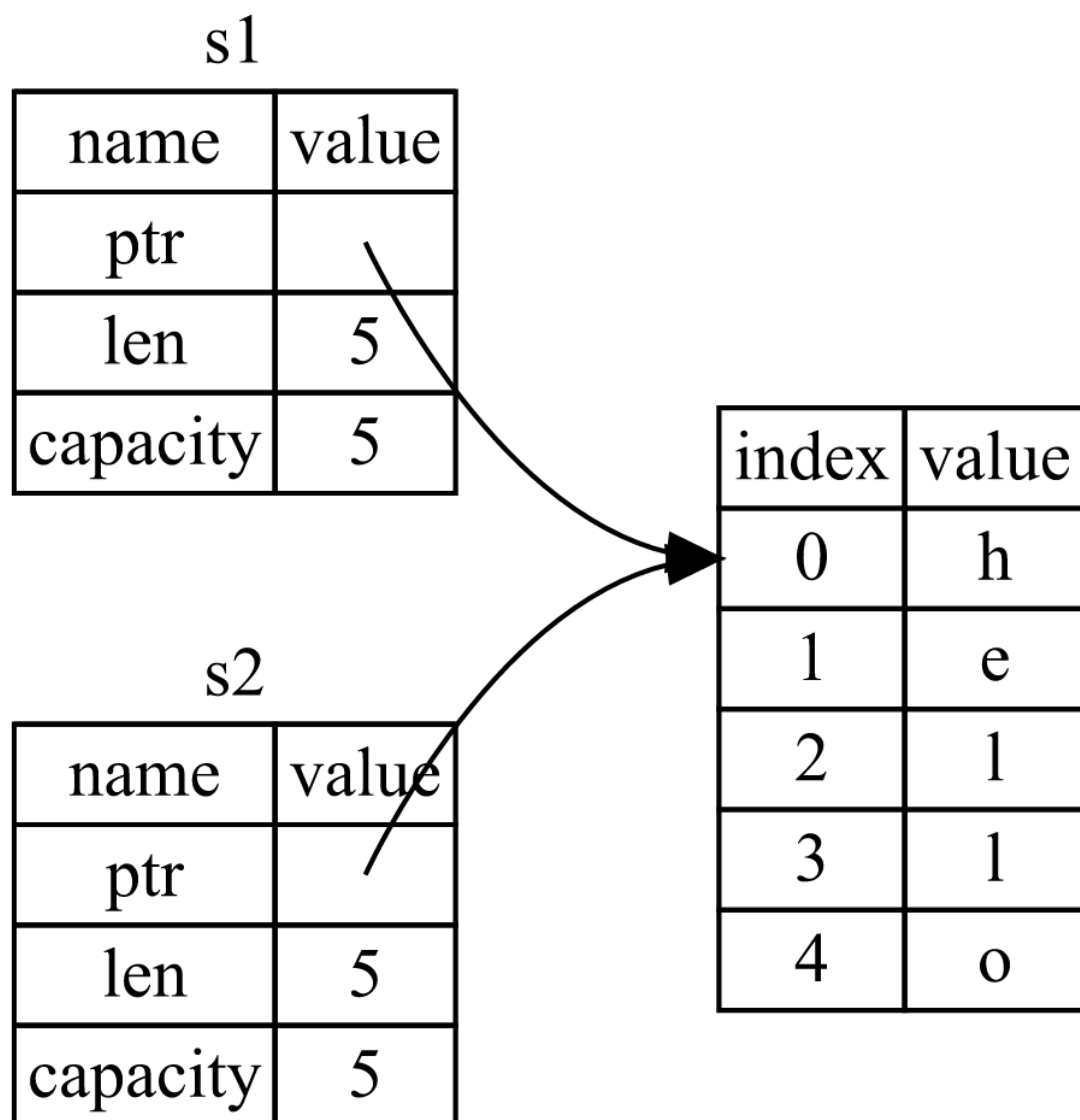 s1
name value
ptr
len 5
capacity 5
s2
name value
ptr
len 5
capacity 5
index value
0 h
1 e
2 l
3 l
4 o